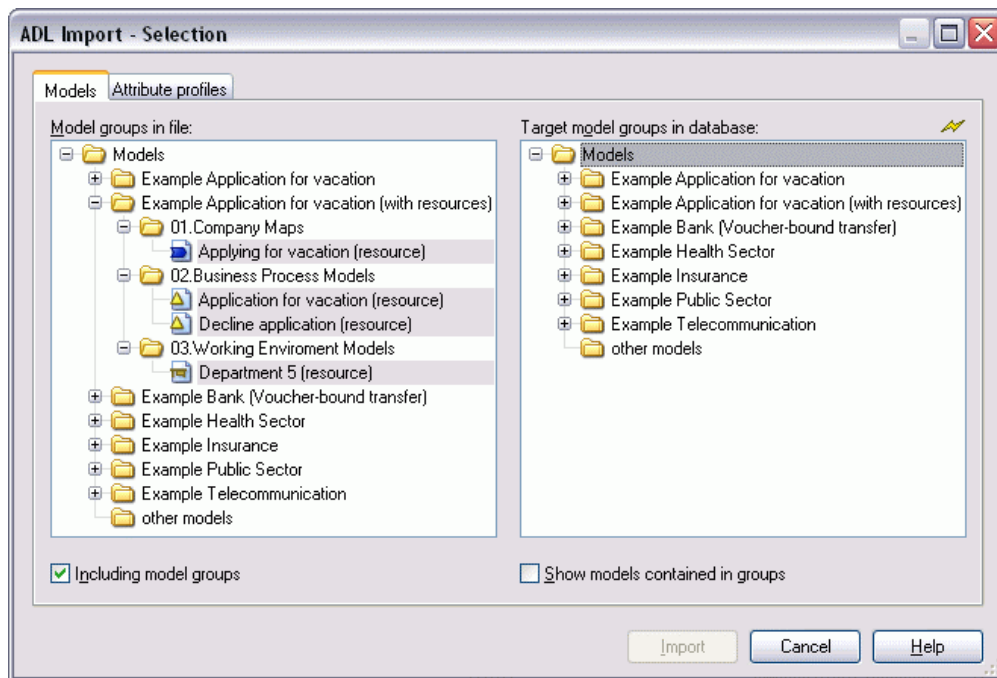 ADL Import - Selection
Models Attribute profiles
Model groups in file:
Models
Example Application for vacation
Example Application for vacation (with resources)
01.Company Maps
Applying for vacation (resource)
02.Business Process Models
Application for vacation (resource)
Decline application (resource)
03.Working Enviroment Models
Department 5 (resource)
Example Bank (Voucher-bound transfer)
Example Health Sector
Example Insurance
Example Public Sector
Example Telecommunication
other models
Including model groups
Target model groups in database:
Models
Example Application for vacation
Example Application for vacation (with resources)
Example Bank (Voucher-bound transfer)
Example Health Sector
Example Insurance
Example Public Sector
Example Telecommunication
other models
Show models contained in groups
Import Cancel Help